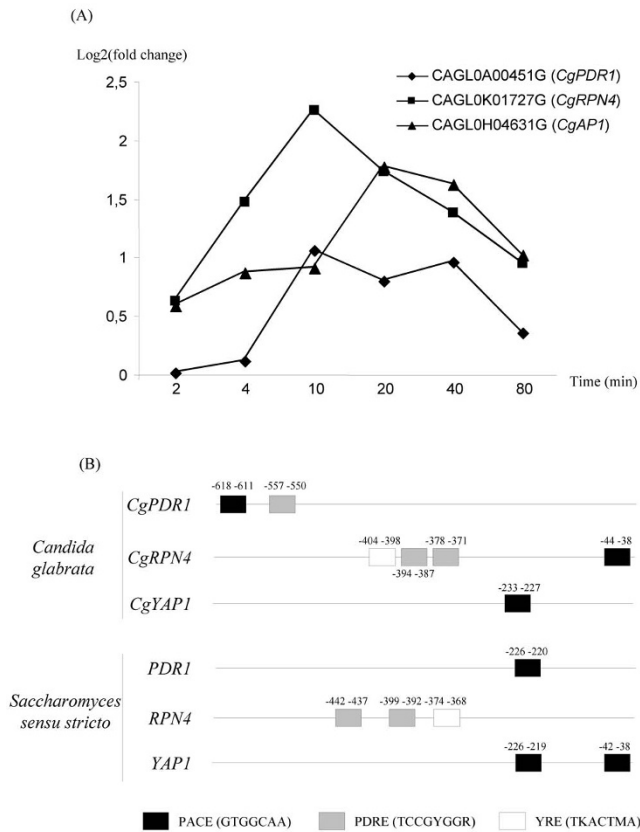 (A)
Log2(fold change)
CAGL0A00451G (CgPDR1)
CAGL0K01727G (CgRPN4)
CAGL0H04631G (CgAP1)
2,5
2
1,5
1
0,5
0
2 4 10 20 40 80
Time (min)
(B)
Candida glabrata
-618 -611 -557 -550
CgPDR1
-404 -398 -378 -371 -44 -38
CgRPN4
-394 -387
-233 -227
CgYAP1
Saccharomyces sensu stricto
-226 -220
PDR1
-442 -437 -399 -392 -374 -368
RPN4
-226 -219 -42 -38
YAP1
PACE (GTGGCAA) PDRE (TCCGYGGR) YRE (TKACTMA)